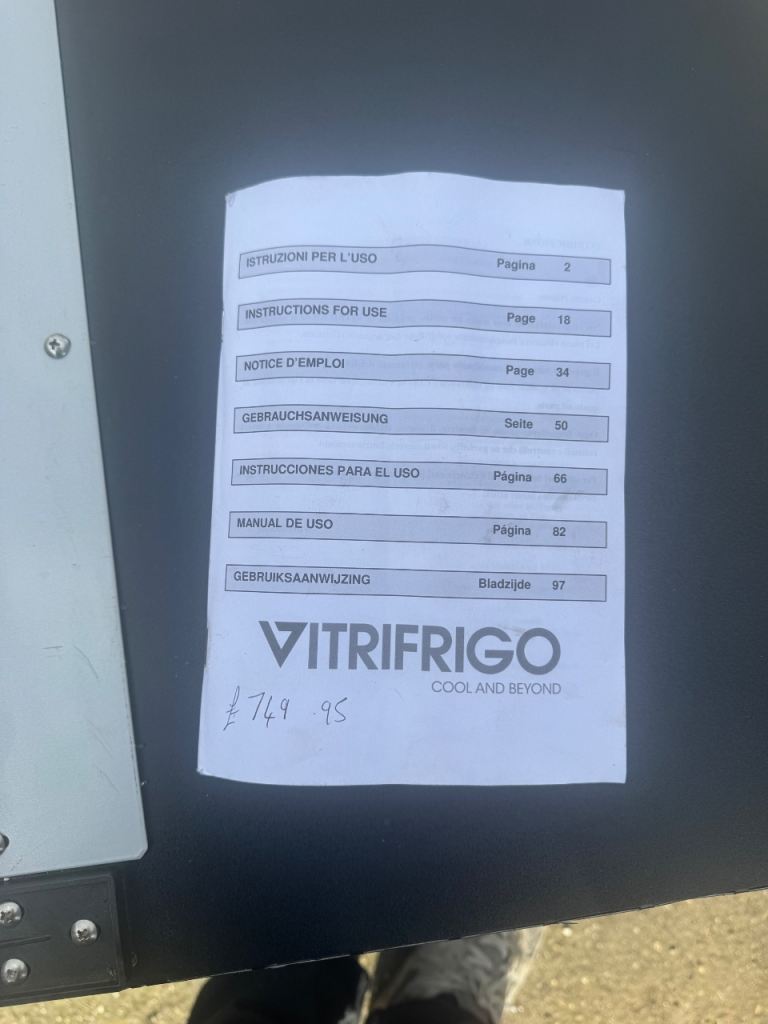 ISTRUZIONI PER L'USO Pagina 2
INSTRUCTIONS FOR USE Page 18
NOTICE D'EMPLOI Page 34
GEBRAUCHSANWEISUNG Seite 50
INSTRUCCIONES PARA EL USO Página 66
MANUAL DE USO Página 82
GEBRUIKSAANWIJZING Bladzijde 97
VITRIFRIGO
COOL AND BEYOND
£749.95